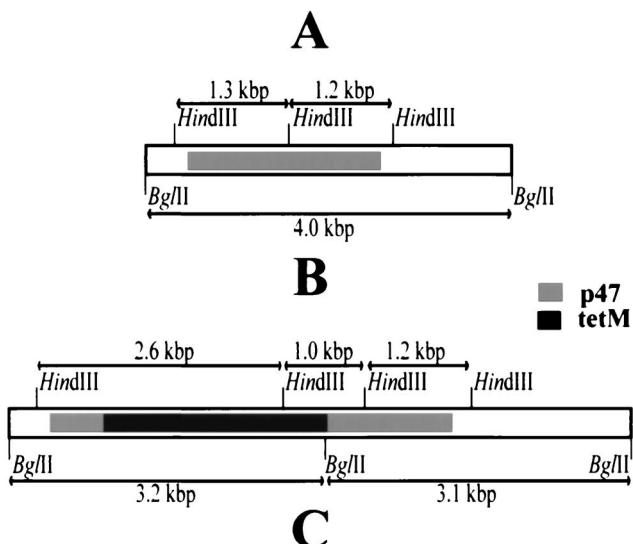 A
1.3 kbp 1.2 kbp
HindIII HindIII HindIII
BglII BglII
4.0 kbp
B
p47
tetM
2.6 kbp 1.0 kbp 1.2 kbp
HindIII HindIII HindIII HindIII
BglII BglII BglII
3.2 kbp 3.1 kbp
C